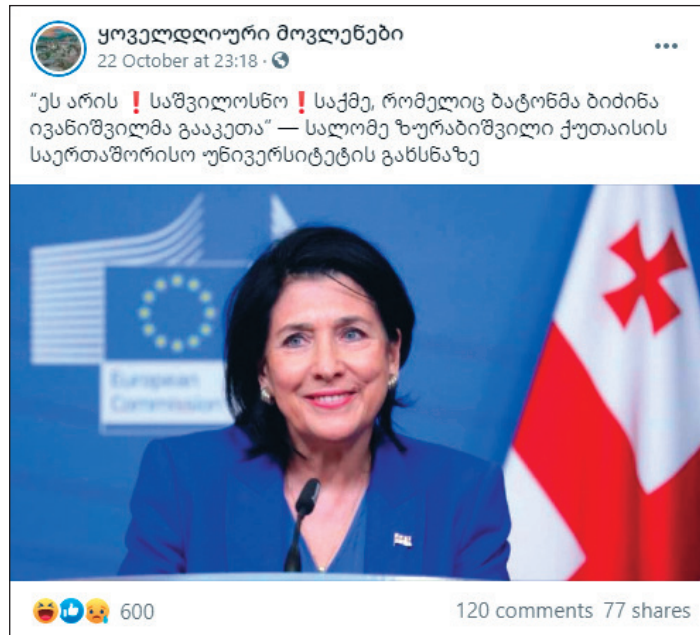 ყოველდღიური მოვლენები
22 October at 23:18 ·
“ეს არის ❗საშვილოსნო❗საქმე, რომელიც ბატონმა ბიძინა
ივანიშვილმა გააკეთა” — სალომე ზურაბიშვილი ქუთაისის
საერთაშორისო უნივერსიტეტის გახსნაზე
European
Commission
600
120 comments 77 shares